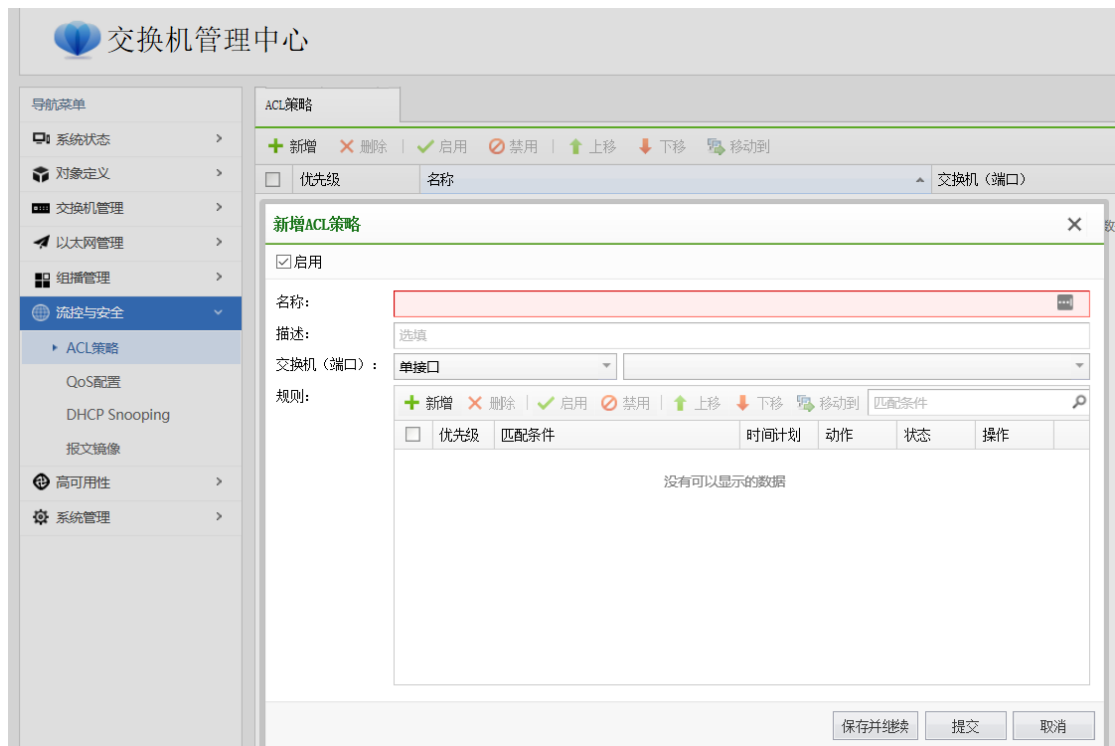 交换机管理中心
导航菜单
系统状态
对象定义
交换机管理
以太网管理
组播管理
流控与安全
ACL策略
QoS配置
DHCP Snooping
报文镜像
高可用性
系统管理
ACL策略
新增 删除 启用 禁用 上移 下移 移动到
优先级 名称 交换机（端口）
数
新增ACL策略
启用
名称：
描述： 选填
交换机（端口）： 单接口
规则： 新增 删除 启用 禁用 上移 下移 移动到 匹配条件
优先级 匹配条件 时间计划 动作 状态 操作
没有可以显示的数据
保存并继续 提交 取消